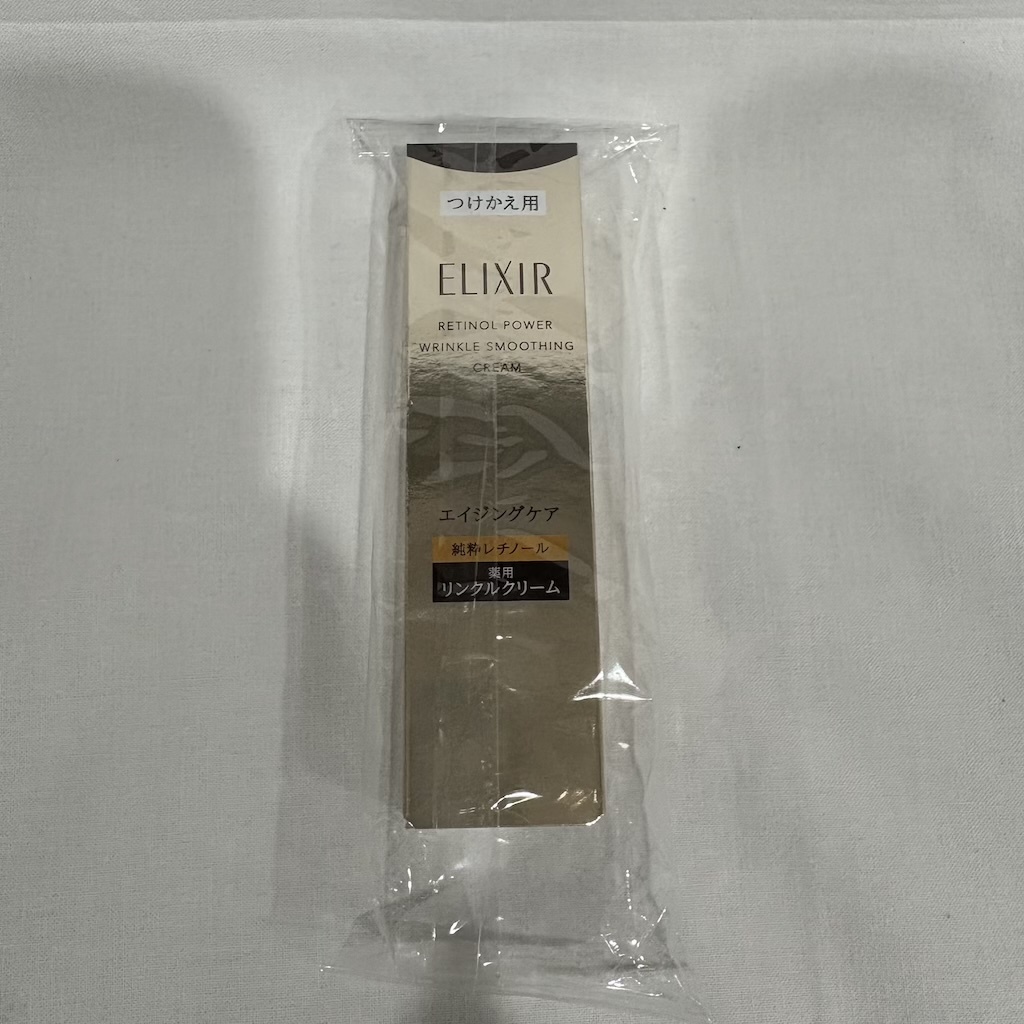 つけかえ用
ELIXIR
RETINOL POWER
WRINKLE SMOOTHING
CREAM
エイジングケア
純粋レチノール
薬用
リンクルクリーム